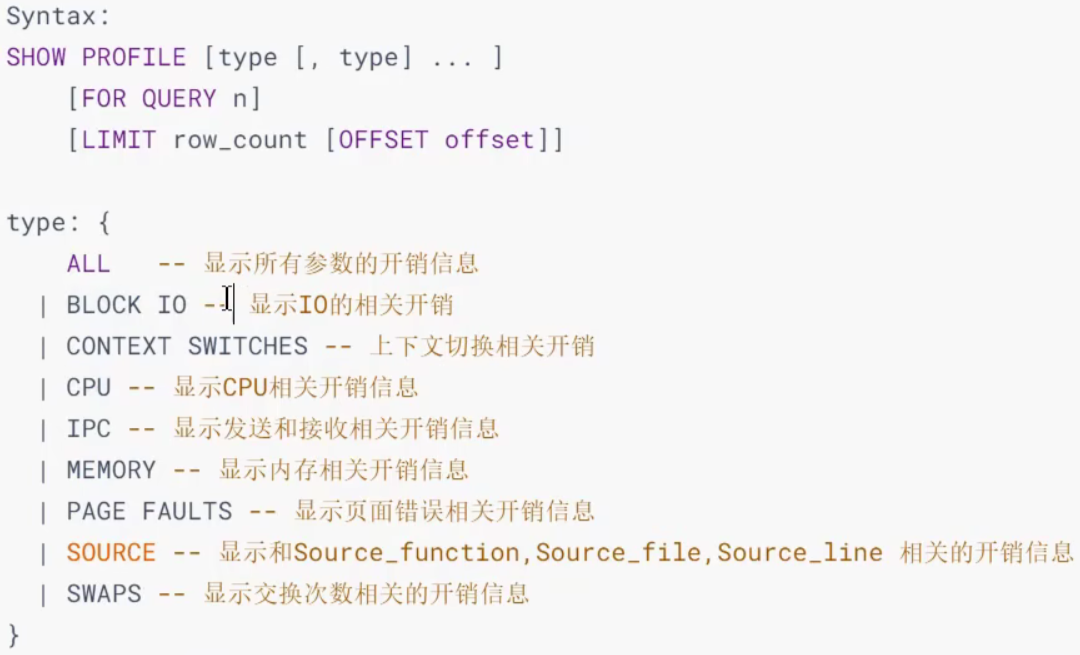 Syntax:
SHOW PROFILE [type [, type] ... ]
    [FOR QUERY n]
    [LIMIT row_count [OFFSET offset]]

type: {
    ALL   -- 显示所有参数的开销信息
  | BLOCK IO -- 显示IO的相关开销
  | CONTEXT SWITCHES -- 上下文切换相关开销
  | CPU -- 显示CPU相关开销信息
  | IPC -- 显示发送和接收相关开销信息
  | MEMORY -- 显示内存相关开销信息
  | PAGE FAULTS -- 显示页面错误相关开销信息
  | SOURCE -- 显示和Source_function,Source_file,Source_line 相关的开销信息
  | SWAPS -- 显示交换次数相关的开销信息
}